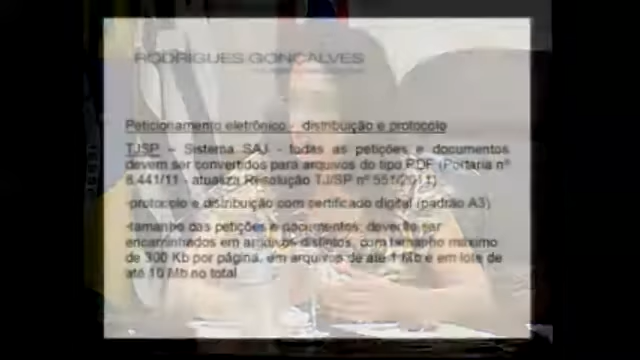 RODRIGUES GONÇALVES
Peticionamento eletrônico - distribuição e protocolo
TJSP – Sistema SAJ - todas as petições e documentos
devem ser convertidos para arquivos do tipo PDF (Portaria nº
8.441/11 - atualiza Resolução TJ/SP nº 551/2011)
-protocolo e distribuição com certificado digital (padrão A3)
-tamanho das petições e documentos: deverão ser
encaminhados em arquivos distintos, com tamanho máximo
de 300 Kb por página, em arquivos de até 1 Mb e em lote de
até 10 Mb no total